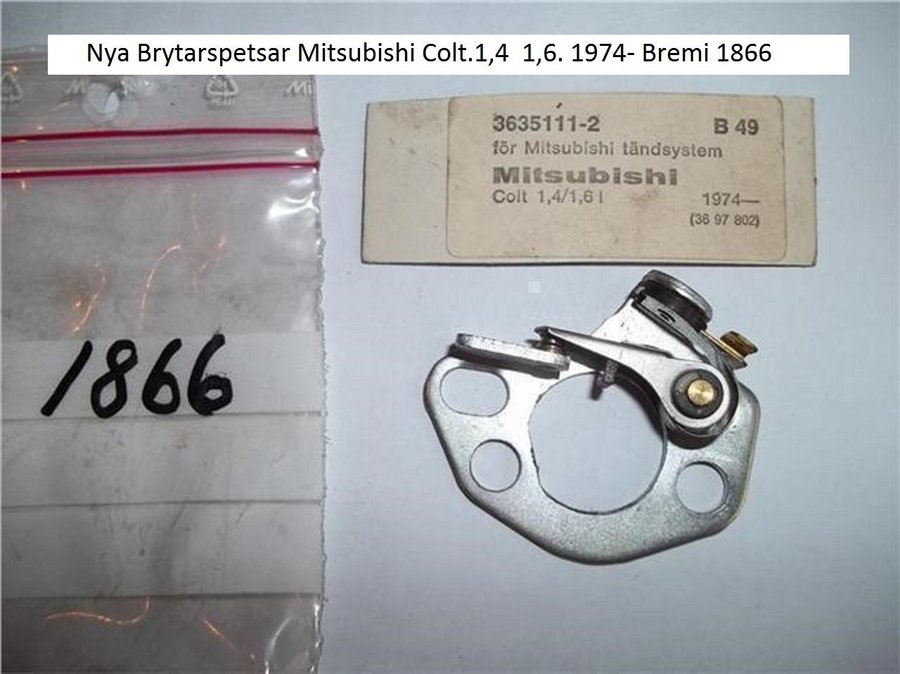 Nya Brytarspetsar Mitsubishi Colt.1,4 1,6. 1974- Bremi 1866
3635111-2 B 49
för Mitsubishi tändsystem
Mitsubishi
Colt 1,4/1,6 l 1974—
(36 97 802)
1866